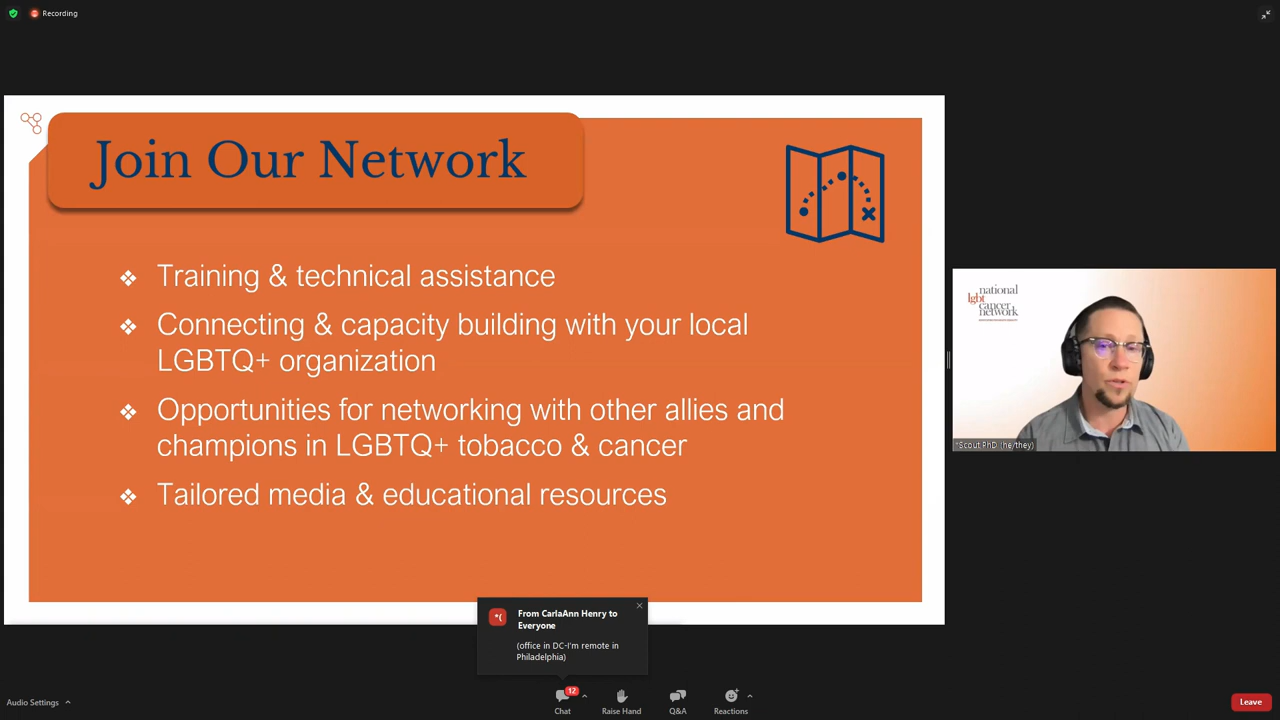 Recording
Join Our Network
❖ Training & technical assistance
❖ Connecting & capacity building with your local
LGBTQ+ organization
❖ Opportunities for networking with other allies and
champions in LGBTQ+ tobacco & cancer
❖ Tailored media & educational resources
national
lgbt
cancer
network
*Scout PhD (he/they)
*(
From CarlaAnn Henry to
Everyone
(office in DC-I'm remote in
Philadelphia)
Audio Settings
12
Chat
Raise Hand
Q&A
Reactions
Leave